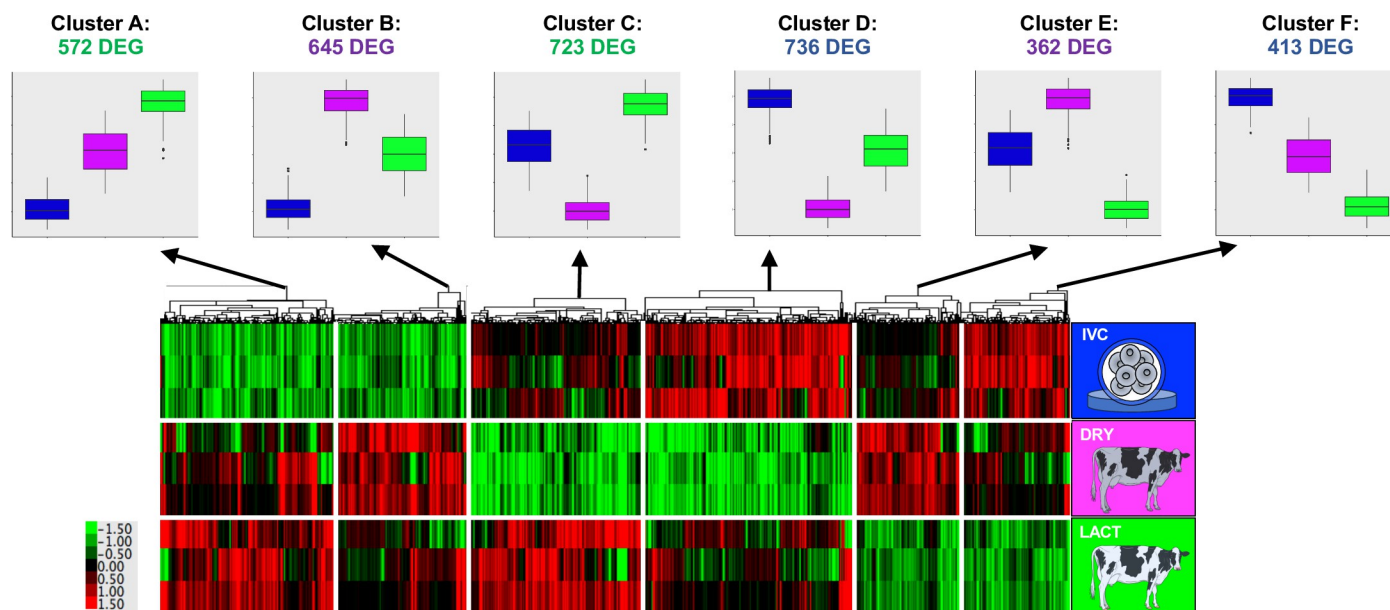 Cluster A:
572 DEG
Cluster B:
645 DEG
Cluster C:
723 DEG
Cluster D:
736 DEG
Cluster E:
362 DEG
Cluster F:
413 DEG
IVC
DRY
LACT
-1.50
-1.00
-0.50
0.00
0.50
1.00
1.50